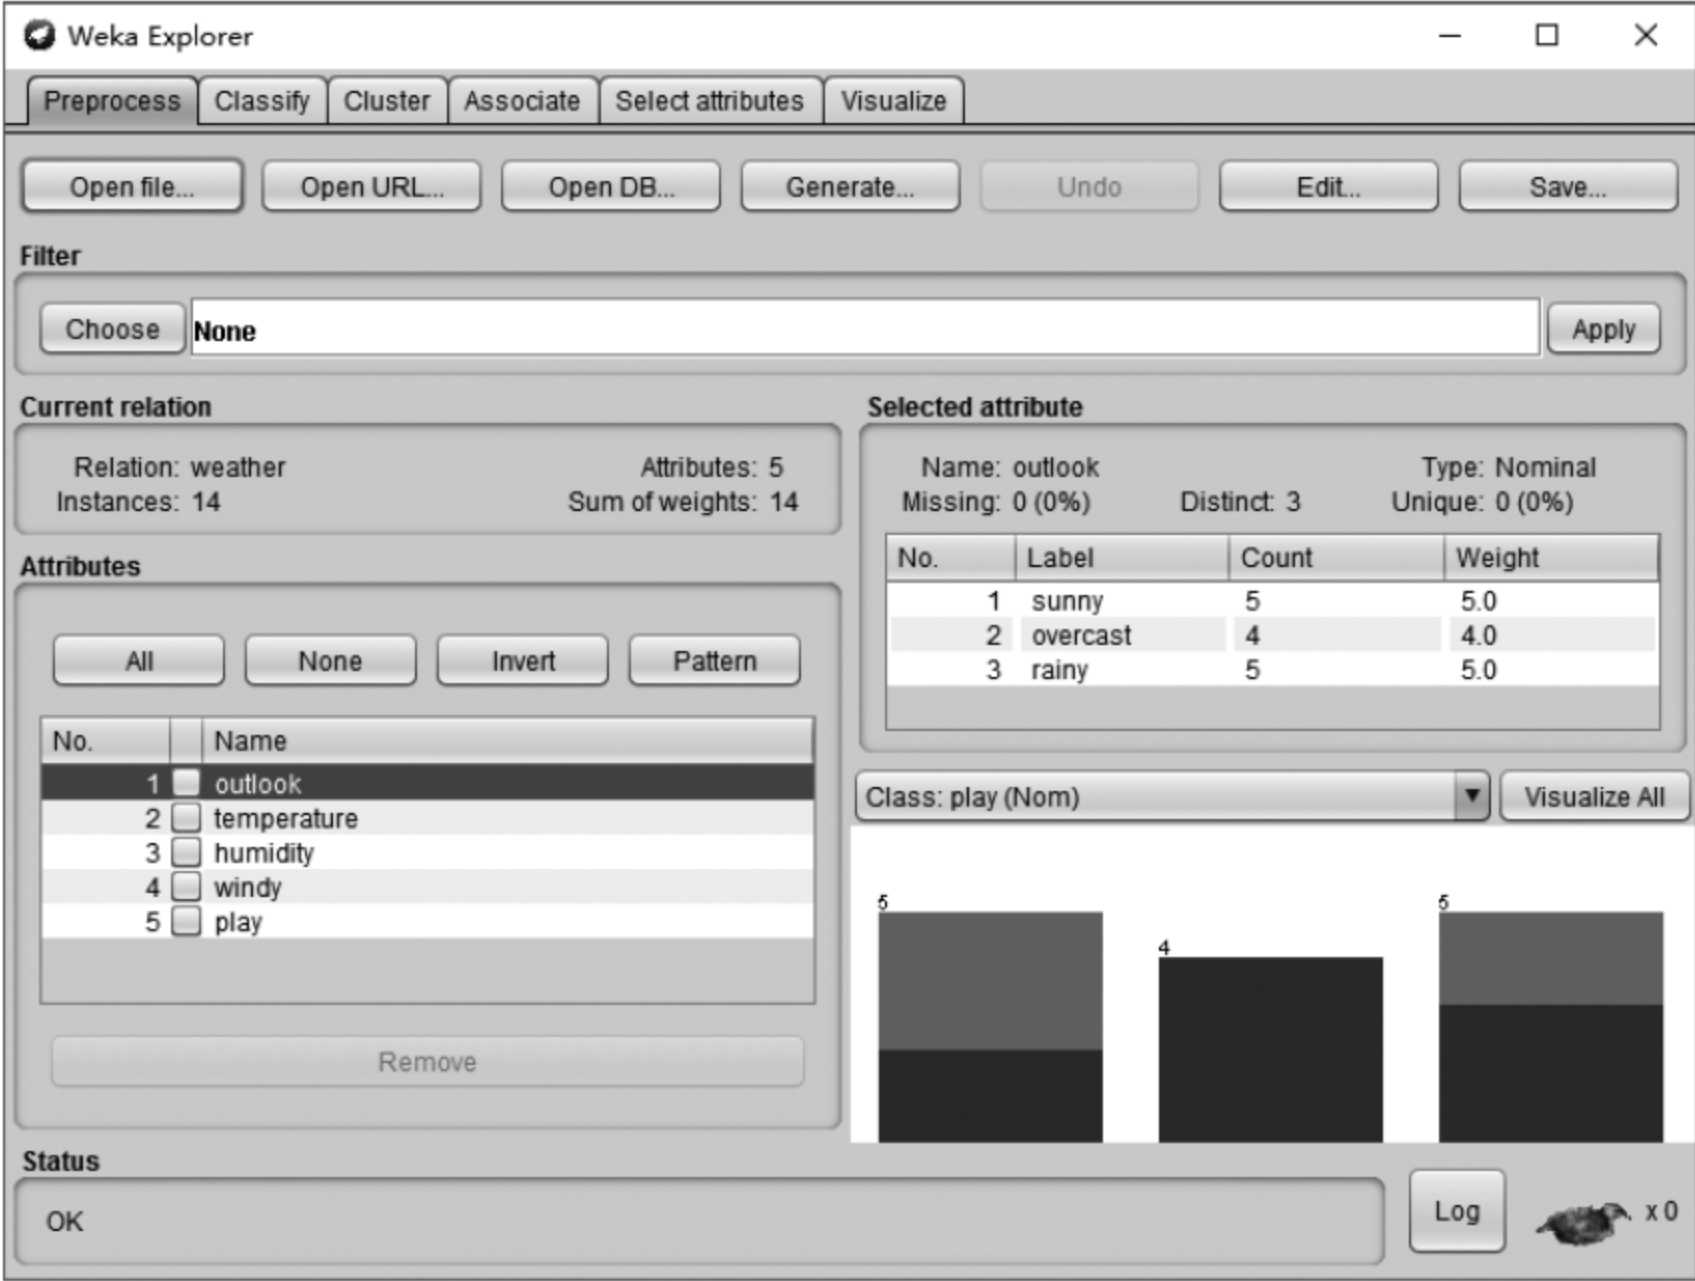 Weka Explorer
Preprocess Classify Cluster Associate Select attributes Visualize
Open file... Open URL... Open DB... Generate... Undo Edit... Save...
Filter
Choose None Apply
Current relation
Relation: weather Attributes: 5
Instances: 14 Sum of weights: 14
Attributes
All None Invert Pattern
No. Name
1 outlook
2 temperature
3 humidity
4 windy
5 play
Remove
Selected attribute
Name: outlook Type: Nominal
Missing: 0 (0%) Distinct: 3 Unique: 0 (0%)
No. Label Count Weight
1 sunny 5 5.0
2 overcast 4 4.0
3 rainy 5 5.0
Class: play (Nom) Visualize All
5 4 5
Status
OK Log x 0